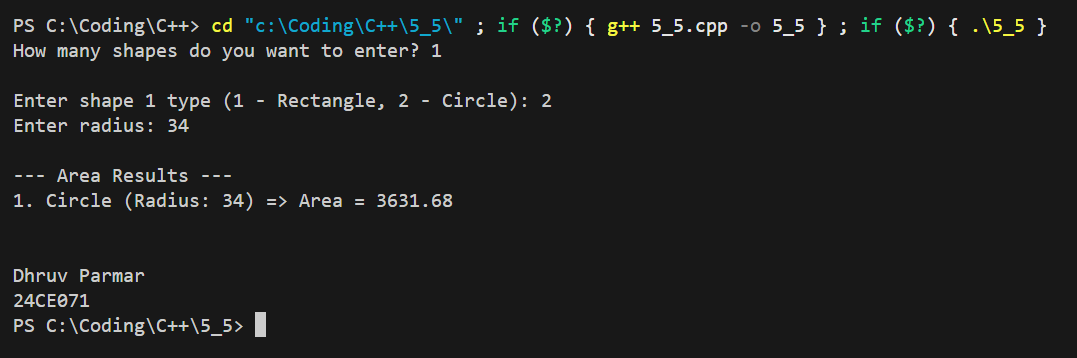 PS C:\Coding\C++> cd "c:\Coding\C++\5_5\" ; if ($?) { g++ 5_5.cpp -o 5_5 } ; if ($?) { .\5_5 }
How many shapes do you want to enter? 1
Enter shape 1 type (1 - Rectangle, 2 - Circle): 2
Enter radius: 34
--- Area Results ---
1. Circle (Radius: 34) => Area = 3631.68
Dhruv Parmar
24CE071
PS C:\Coding\C++\5_5>